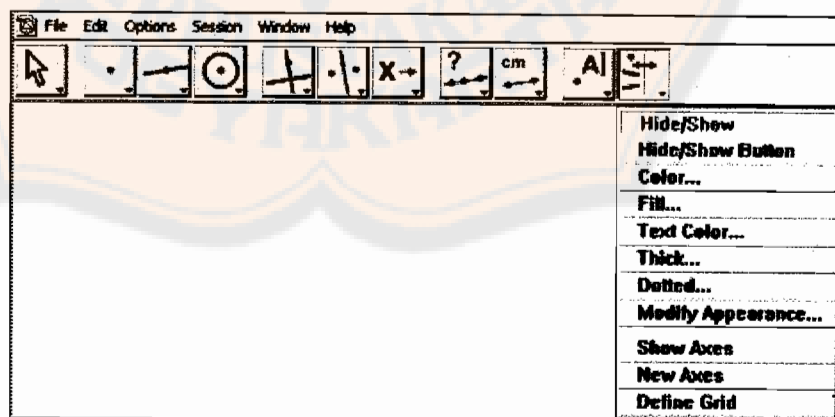 File Edit Options Session Window Help
X
?
cm
A
Hide/Show
Hide/Show Button
Color...
Fill...
Text Color...
Thick...
Dotted...
Modify Appearance...
Show Axes
New Axes
Define Grid